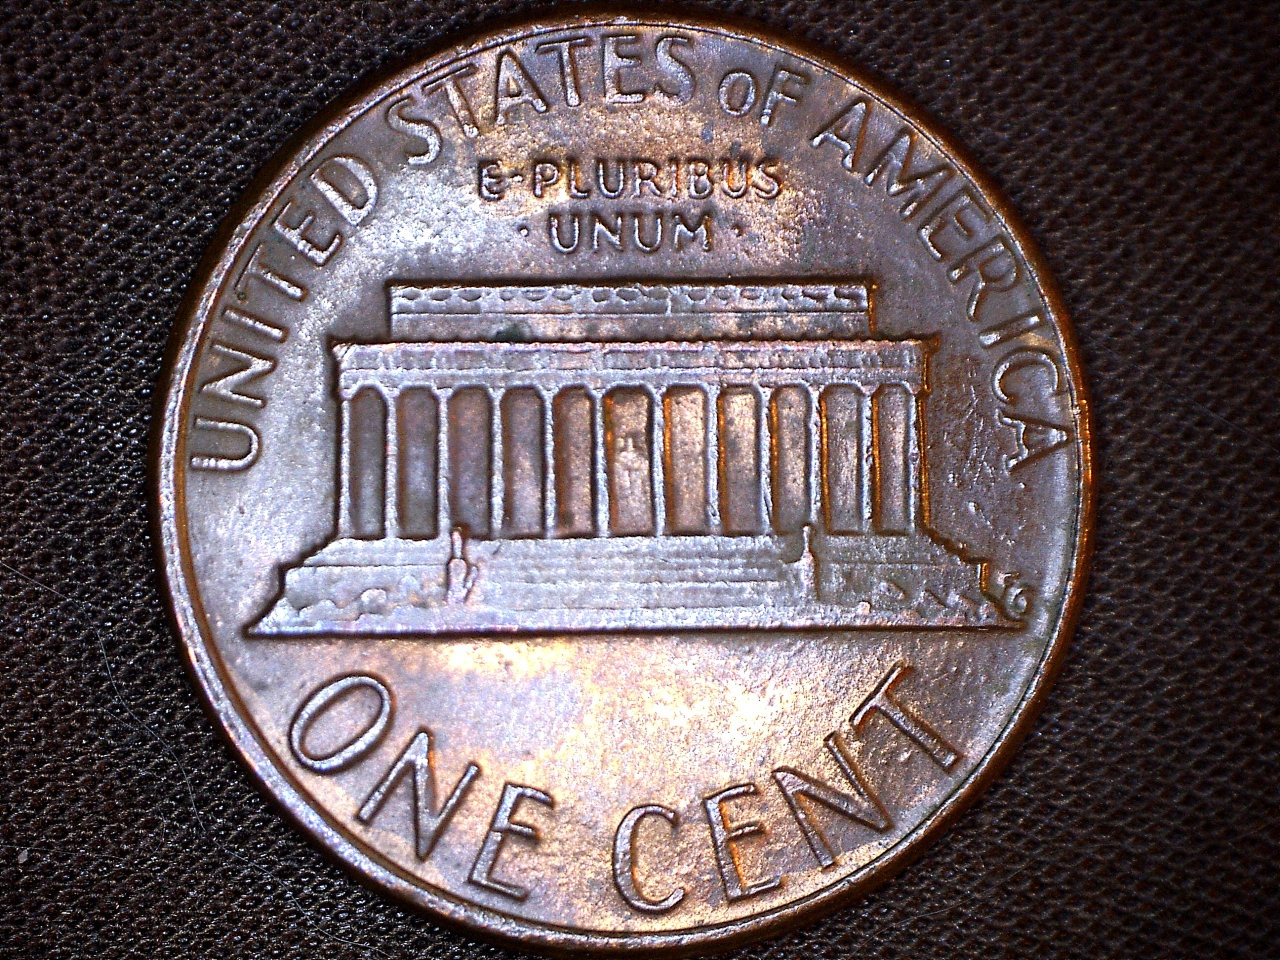 UNITED STATES OF AMERICA
E·PLURIBUS
· UNUM ·
ONE CENT